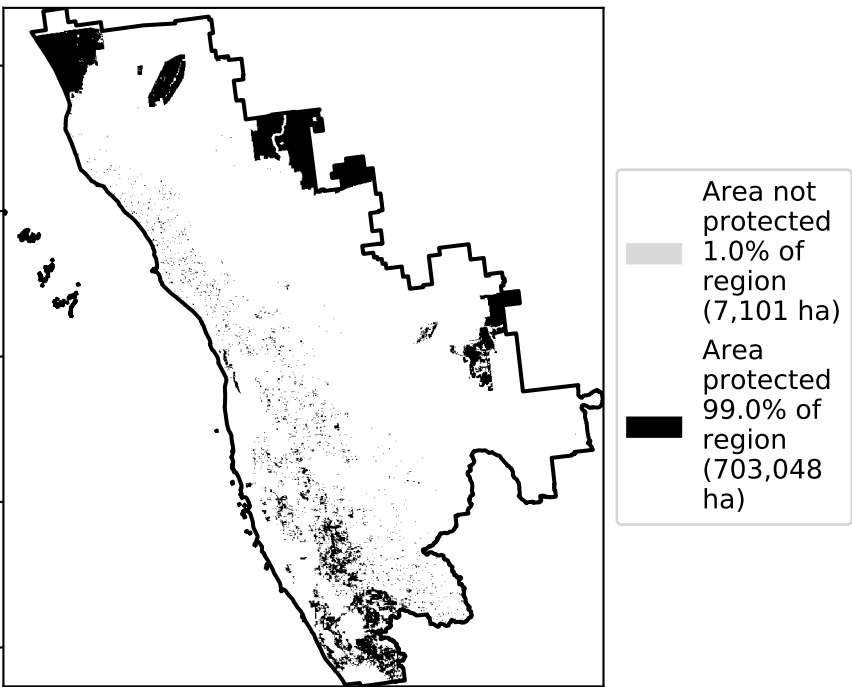 Area not
protected
1.0% of
region
(7,101 ha)
Area
protected
99.0% of
region
(703,048
ha)